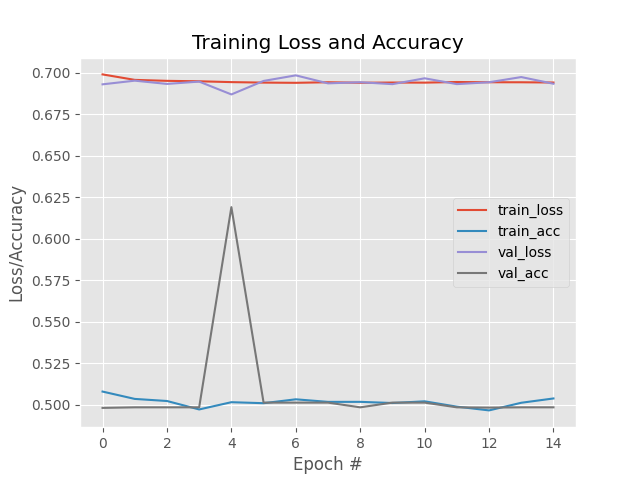 Training Loss and Accuracy
0.700
0.675
0.650
0.625
0.600
0.575
0.550
0.525
0.500
Loss/Accuracy
train_loss
train_acc
val_loss
val_acc
0 2 4 6 8 10 12 14
Epoch #